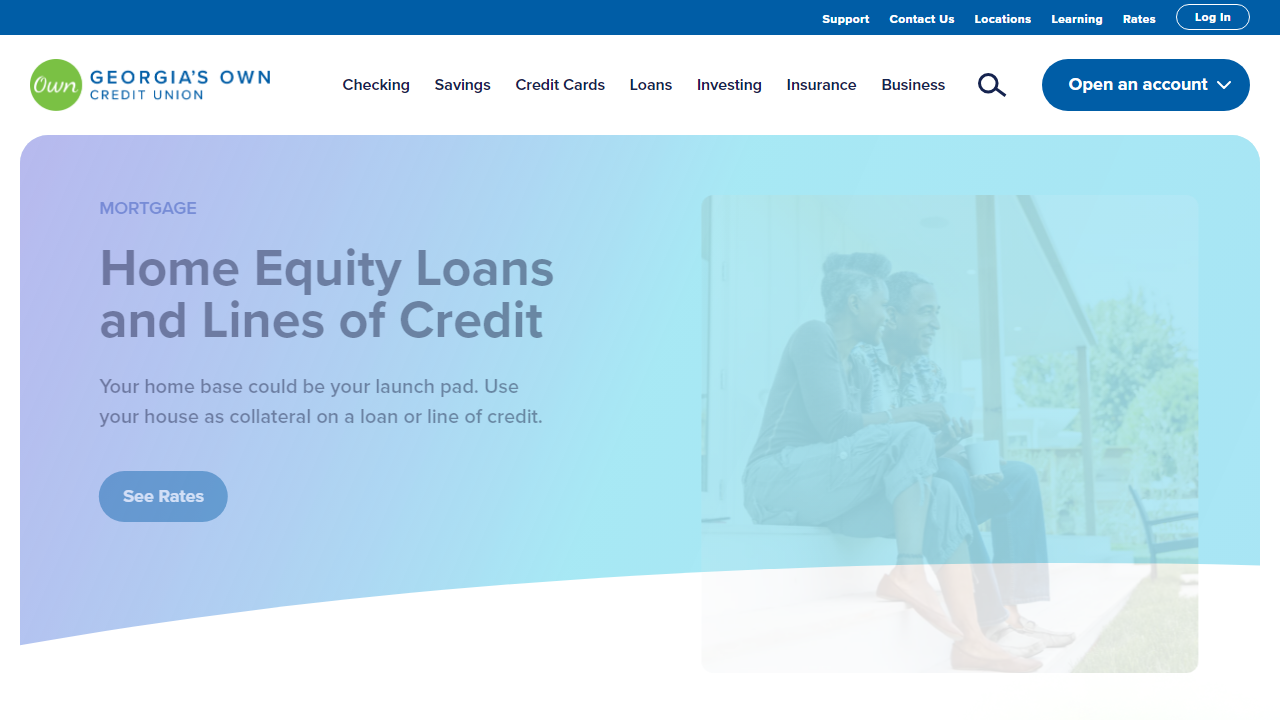 Support Contact Us Locations Learning Rates Log In
Own GEORGIA'S OWN
CREDIT UNION
Checking Savings Credit Cards Loans Investing Insurance Business Open an account
MORTGAGE
Home Equity Loans
and Lines of Credit
Your home base could be your launch pad. Use
your house as collateral on a loan or line of credit.
See Rates